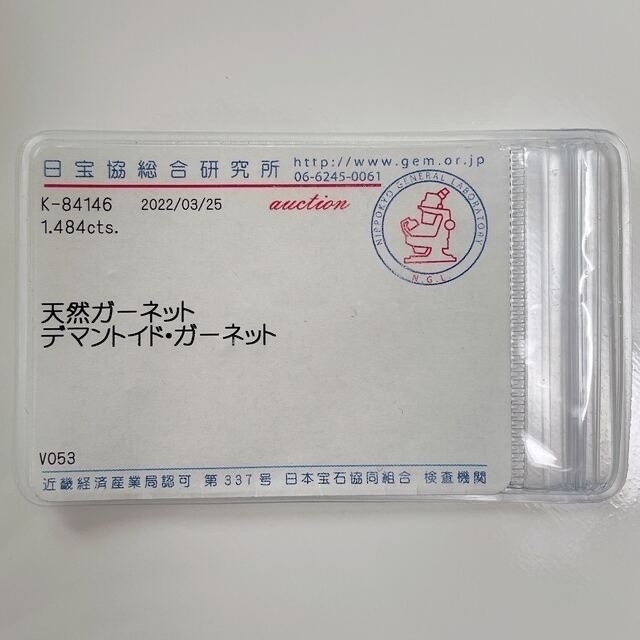 日宝協総合研究所 http://www.gem.or.jp
06-6245-0061
K-84146 2022/03/25 auction
1.484cts.
NIPPOKYO GENERAL LABORATORY
N.G.L
天然ガーネット
デマントイド・ガーネット
V053
近畿経済産業局認可 第337号 日本宝石協同組合 検査機関